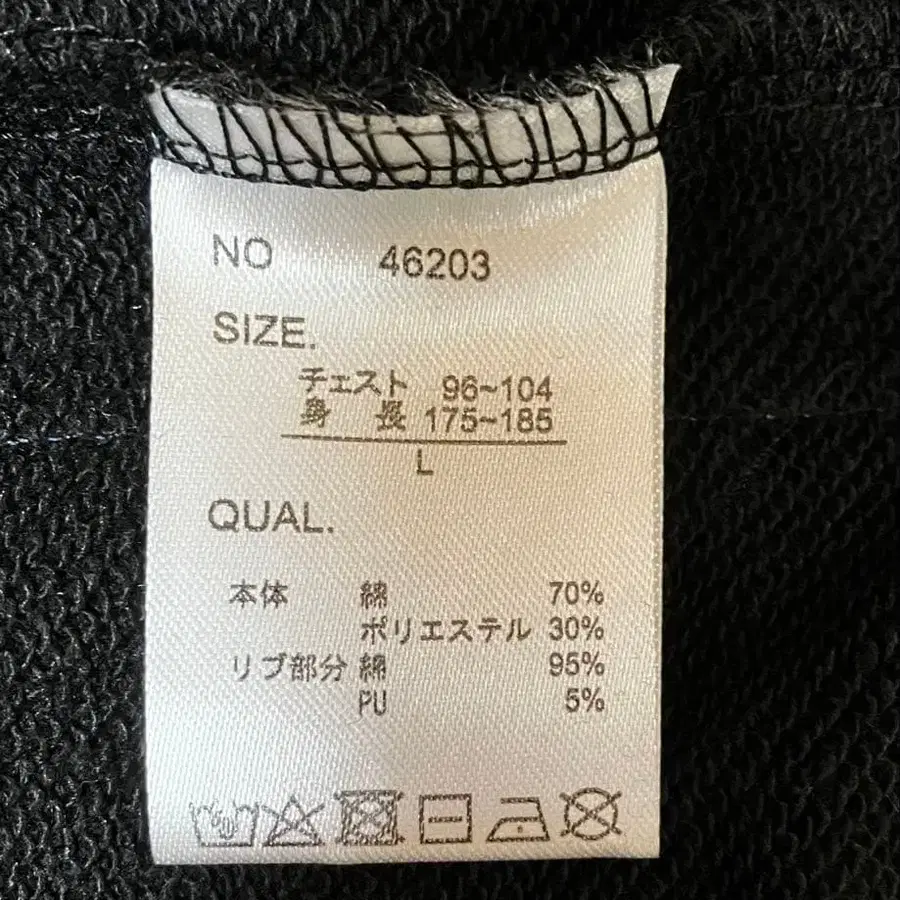 NO 46203
SIZE.
チェスト 96~104
身 長 175~185
L
QUAL.
本体 綿 70%
ポリエステル 30%
リブ部分 綿 95%
PU 5%